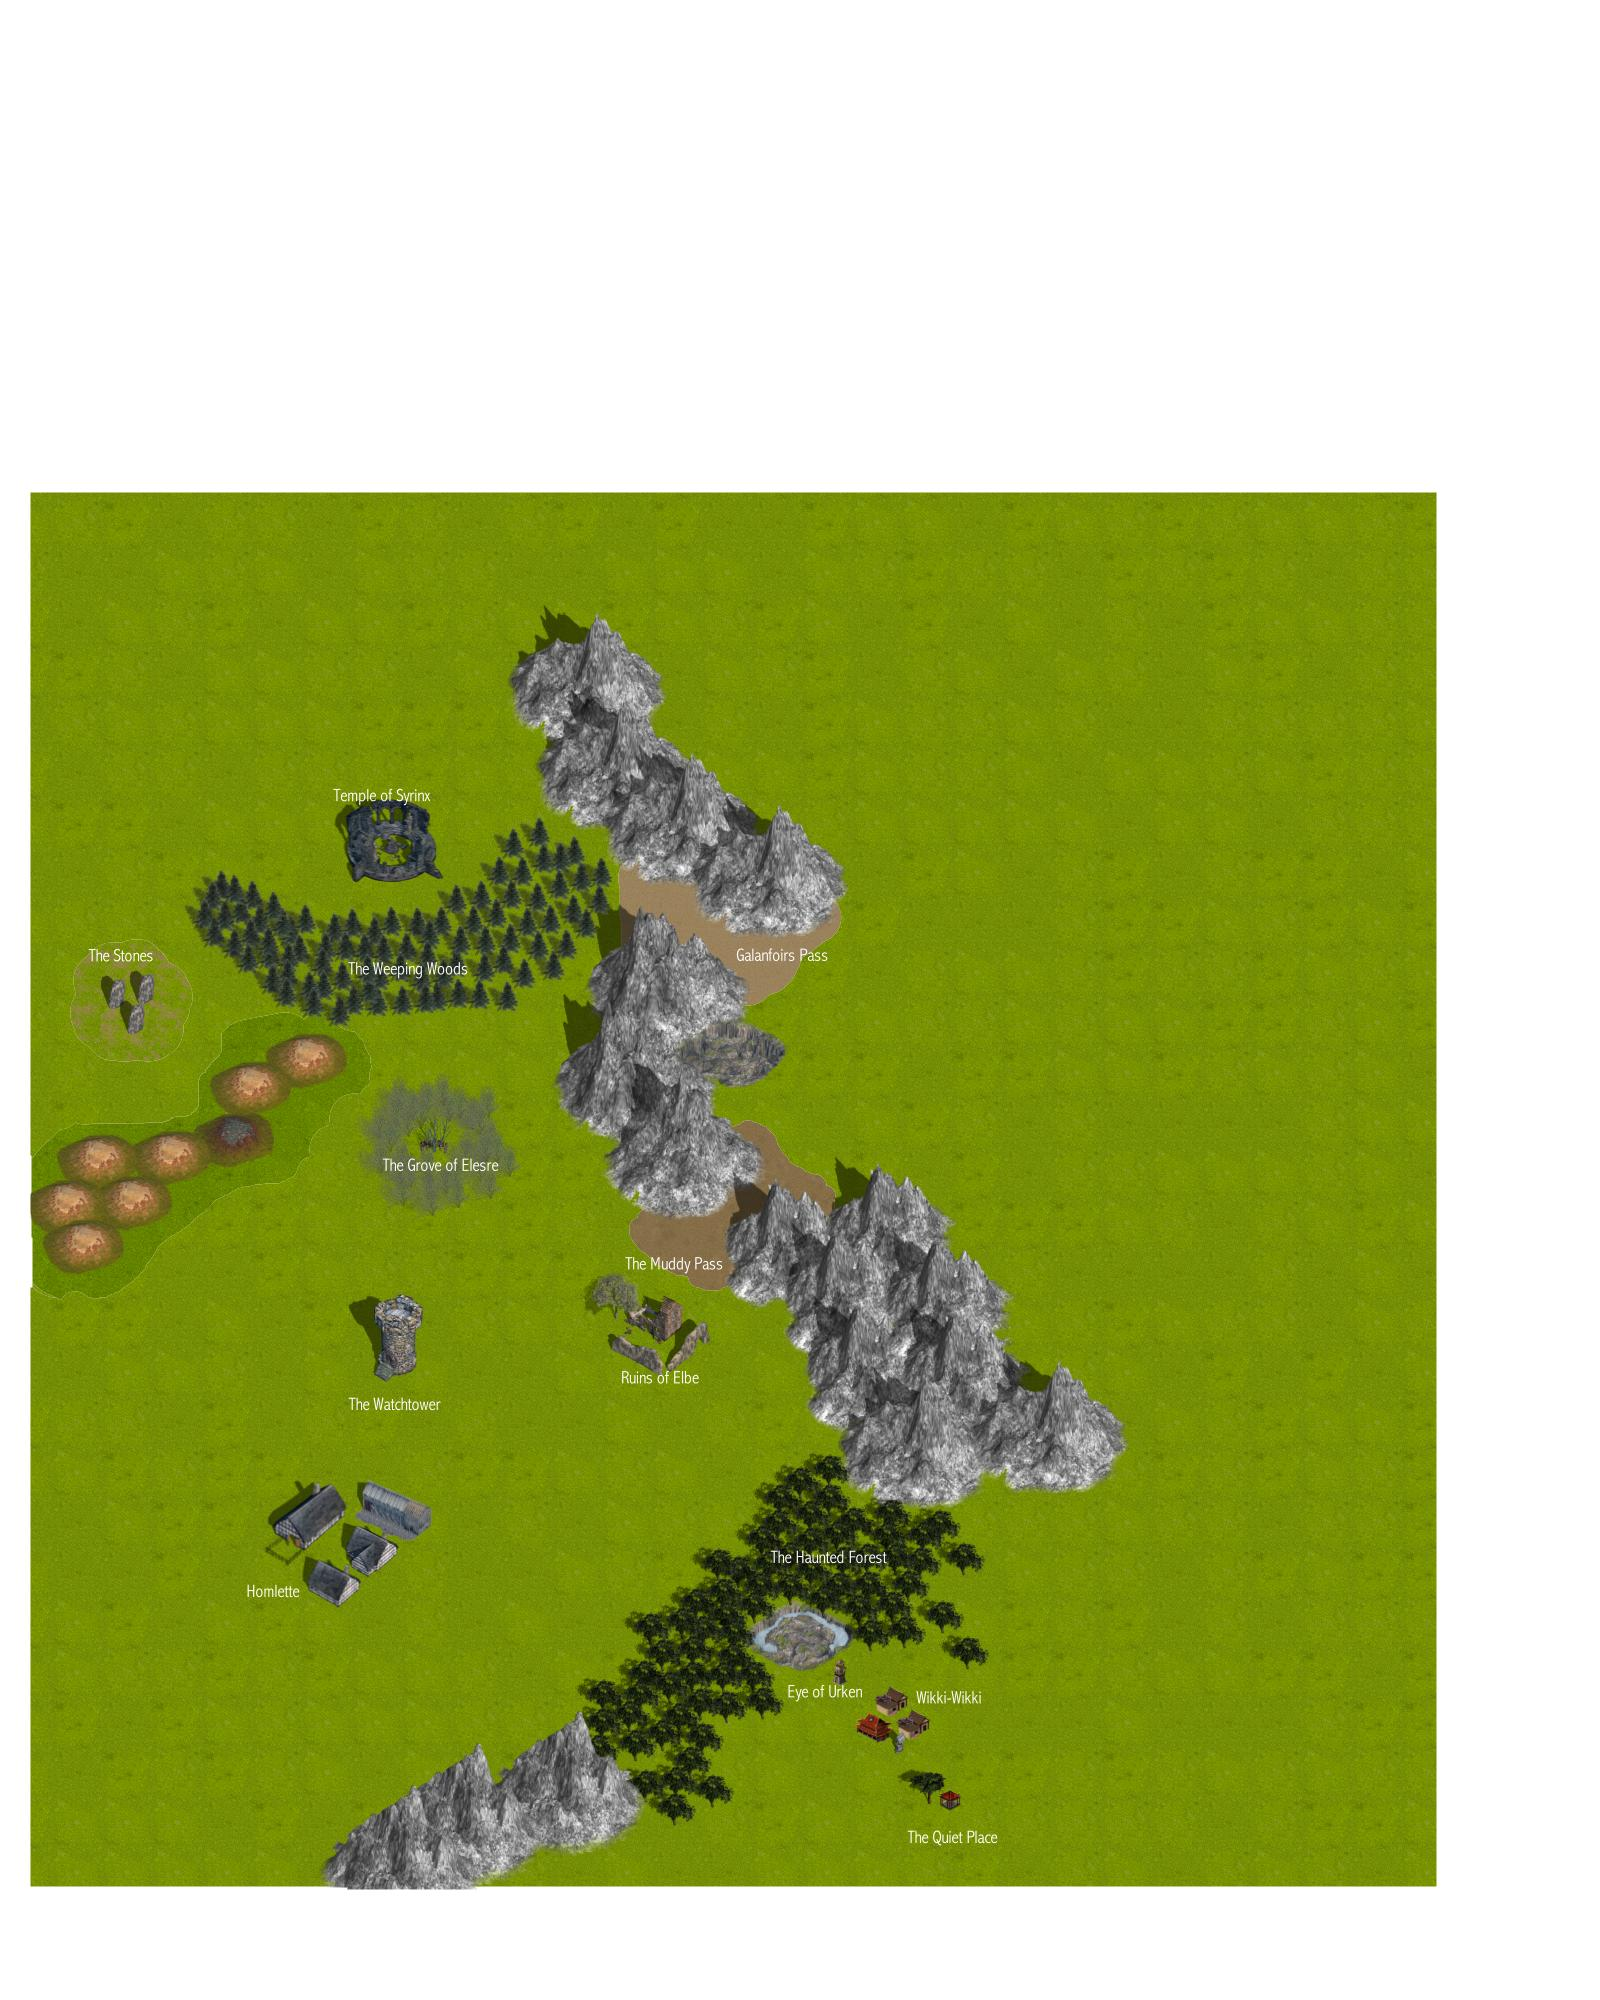 Temple of Syrinx
The Stones
Galanfoirs Pass
The Weeping Woods
The Grove of Elesre
The Muddy Pass
Ruins of Elbe
The Watchtower
The Haunted Forest
Homlette
Eye of Urken
Wikki-Wikki
The Quiet Place